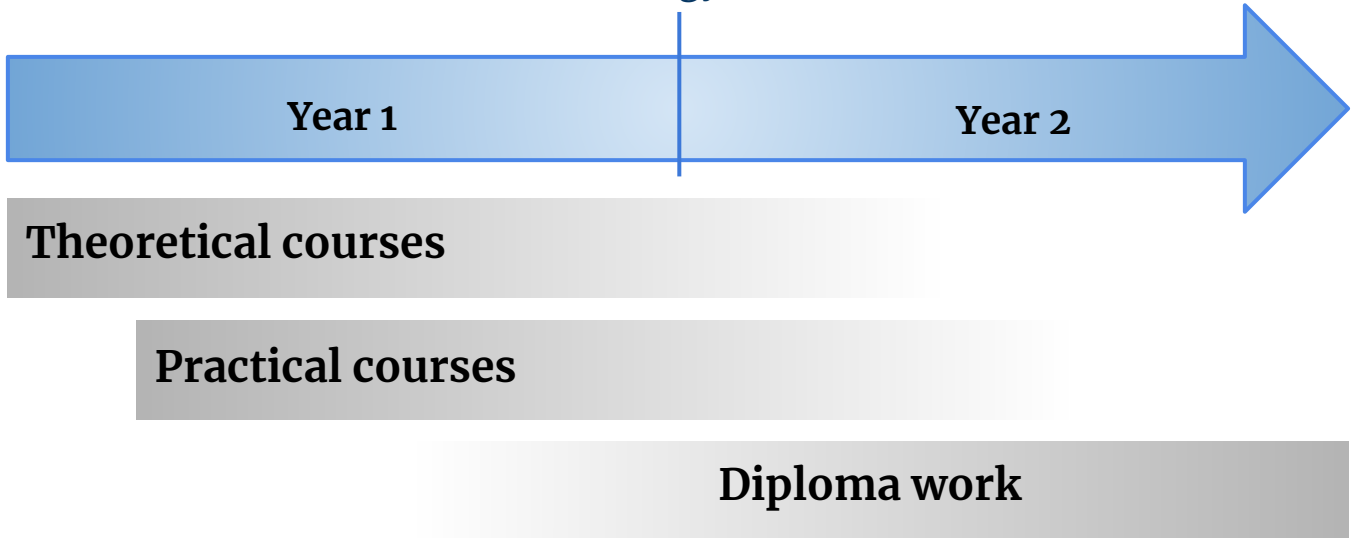 Year 1
Year 2
Theoretical courses
Practical courses
Diploma work